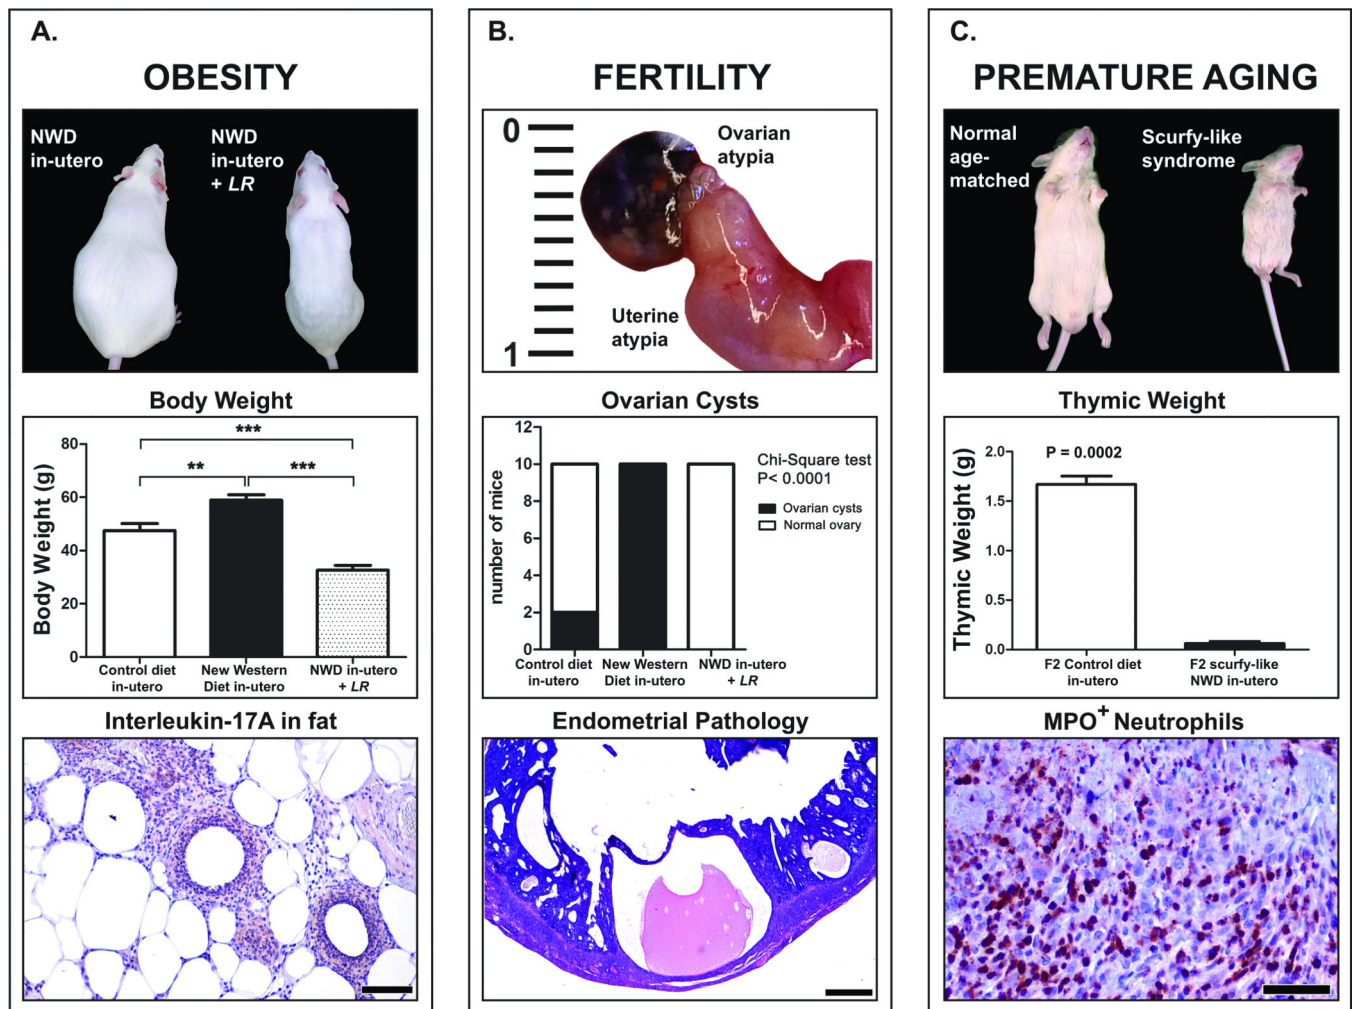 A.
OBESITY
NWD
in-utero
NWD
in-utero
+ LR
Body Weight
Body Weight (g)
80
60
40
20
0
***
**
***
Control diet
in-utero
New Western
Diet in-utero
NWD in-utero
+ LR
Interleukin-17A in fat
B.
FERTILITY
0
1
Ovarian
atypia
Uterine
atypia
Ovarian Cysts
number of mice
12
10
8
6
4
2
0
Chi-Square test
P< 0.0001
Ovarian cysts
Normal ovary
Control diet
in-utero
New Western
Diet in-utero
NWD in-utero
+ LR
Endometrial Pathology
C.
PREMATURE AGING
Normal
age-
matched
Scurfy-like
syndrome
Thymic Weight
Thymic Weight (g)
2.0
1.5
1.0
0.5
0.0
P = 0.0002
F2 Control diet
in-utero
F2 scurfy-like
NWD in-utero
MPO+ Neutrophils